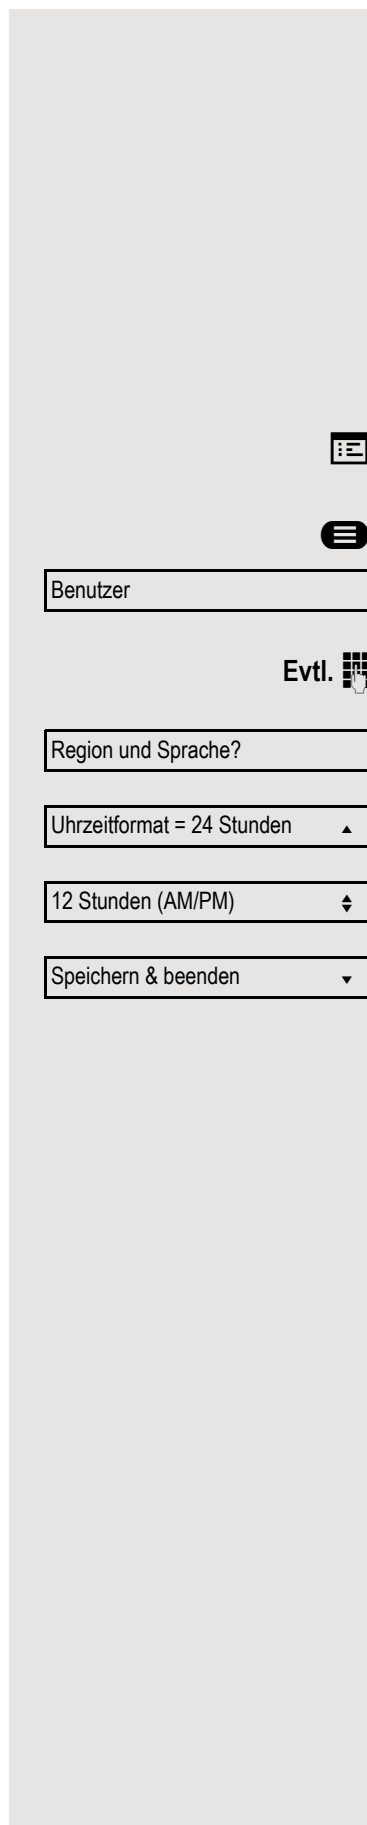 Benutzer
Evtl.
Region und Sprache?
Uhrzeitformat = 24 Stunden
12 Stunden (AM/PM)
Speichern & beenden